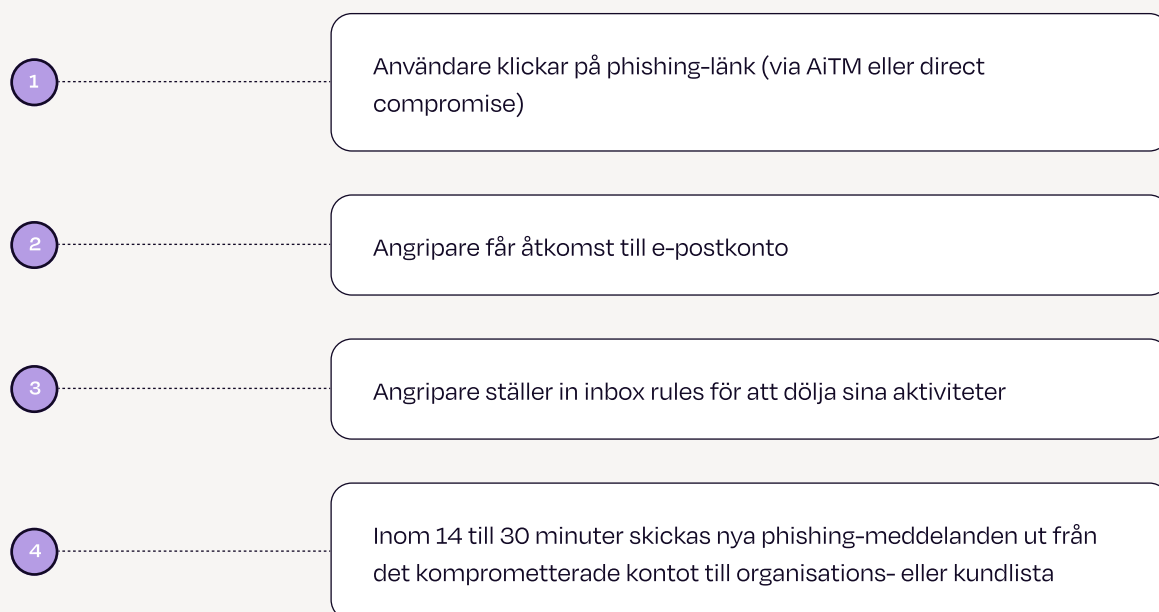 1
Användare klickar på phishing-länk (via AiTM eller direct
compromise)
2
Angripare får åtkomst till e-postkonto
3
Angripare ställer in inbox rules för att dölja sina aktiviteter
4
Inom 14 till 30 minuter skickas nya phishing-meddelanden ut från
det komprometterade kontot till organisations- eller kundlista